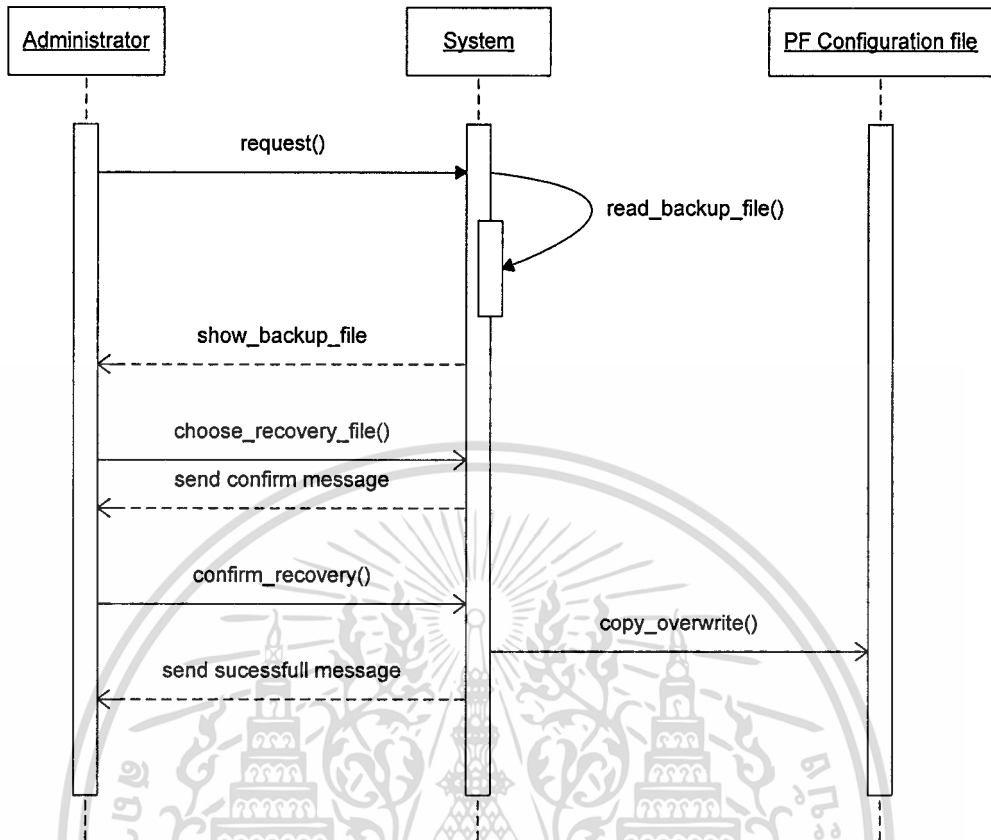 Administrator
System
PF Configuration file
request()
read_backup_file()
show_backup_file
choose_recovery_file()
send confirm message
confirm_recovery()
copy_overwrite()
send sucessfull message